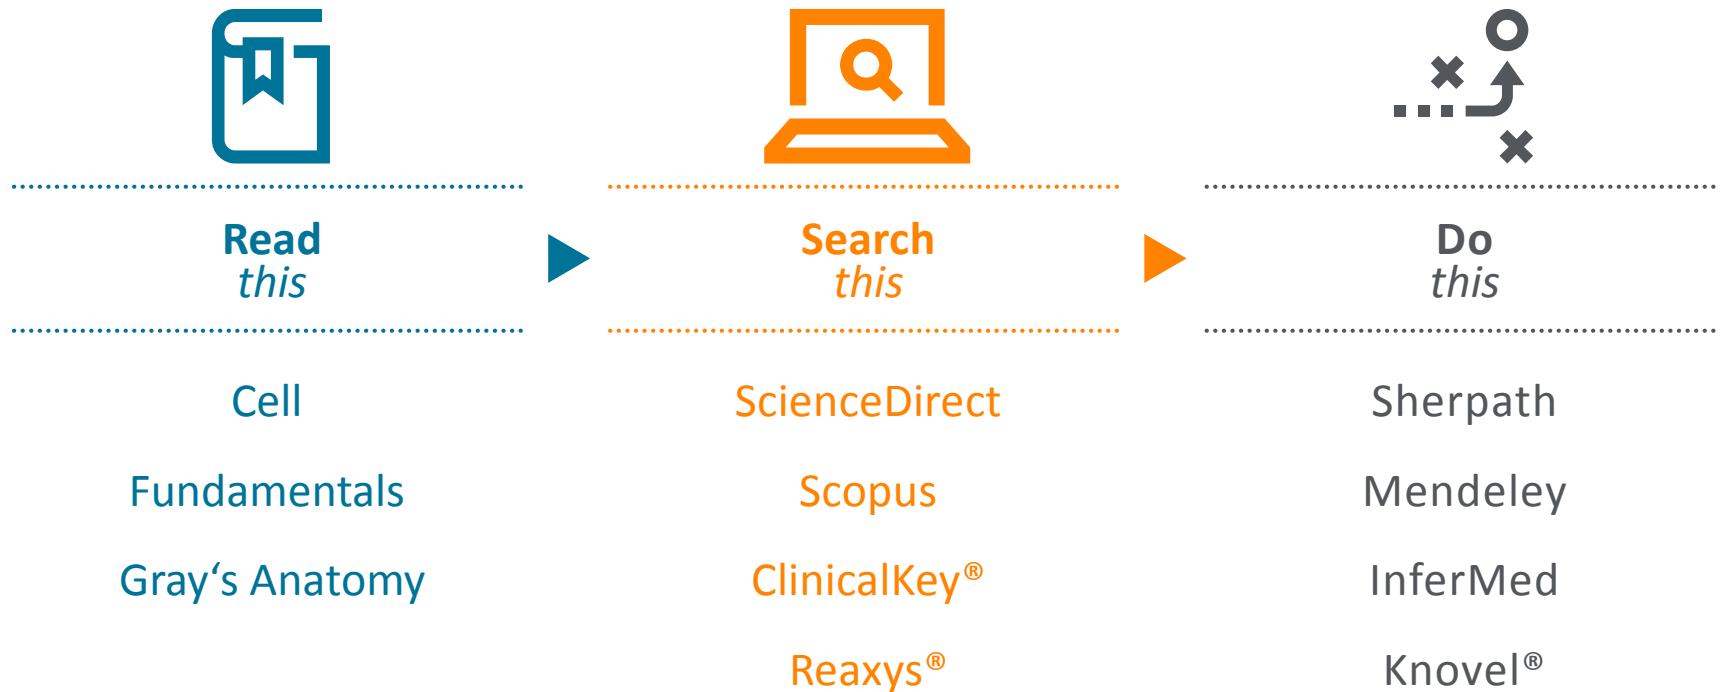 Read
this
Search
this
Do
this
Cell
Fundamentals
Gray‘s Anatomy
ScienceDirect
Scopus
ClinicalKey®
Reaxys®
Sherpath
Mendeley
InferMed
Knovel®